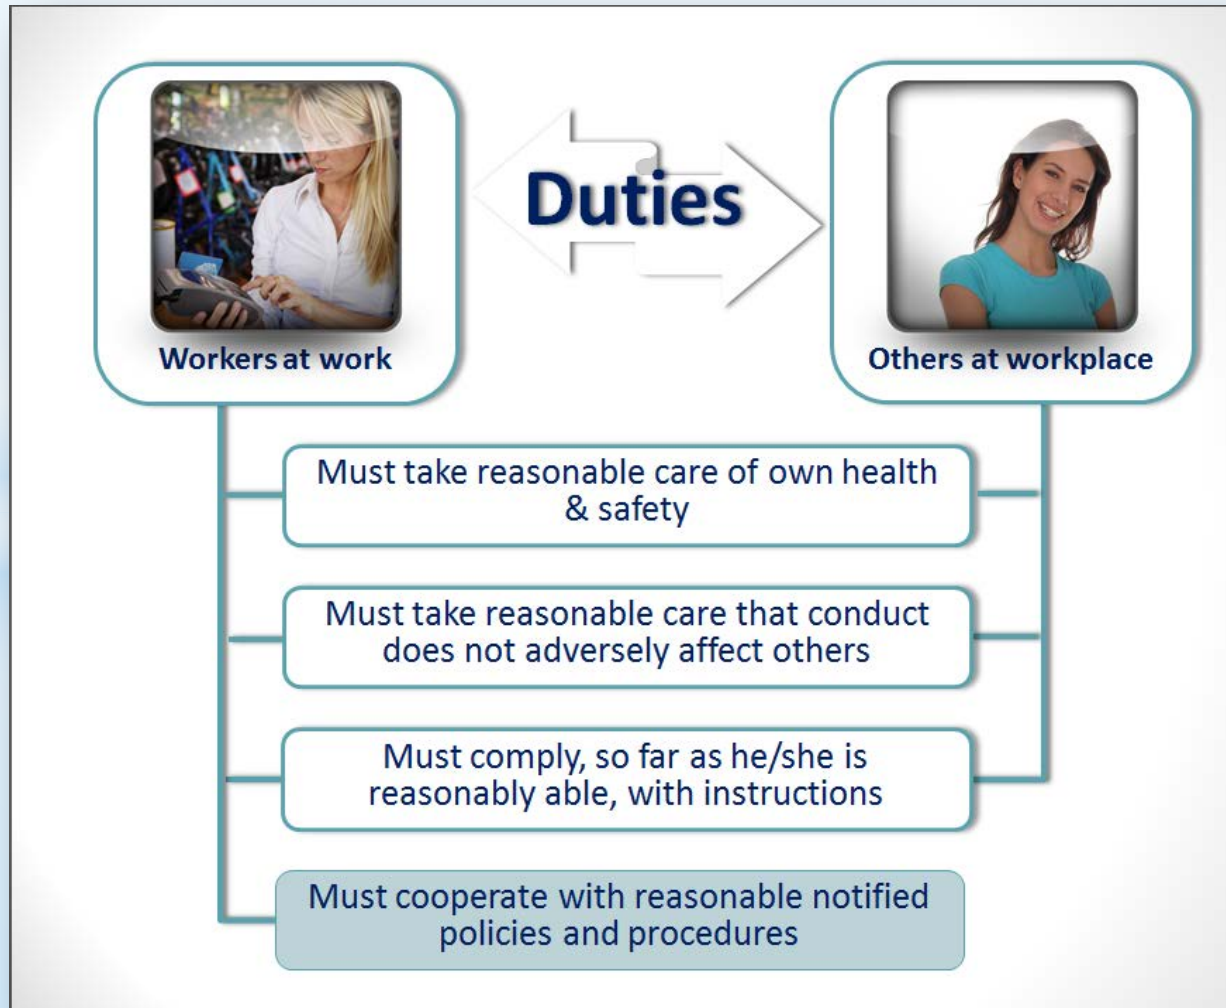 Duties
Workers at work
Others at workplace
Must take reasonable care of own health
& safety
Must take reasonable care that conduct
does not adversely affect others
Must comply, so far as he/she is
reasonably able, with instructions
Must cooperate with reasonable notified
policies and procedures